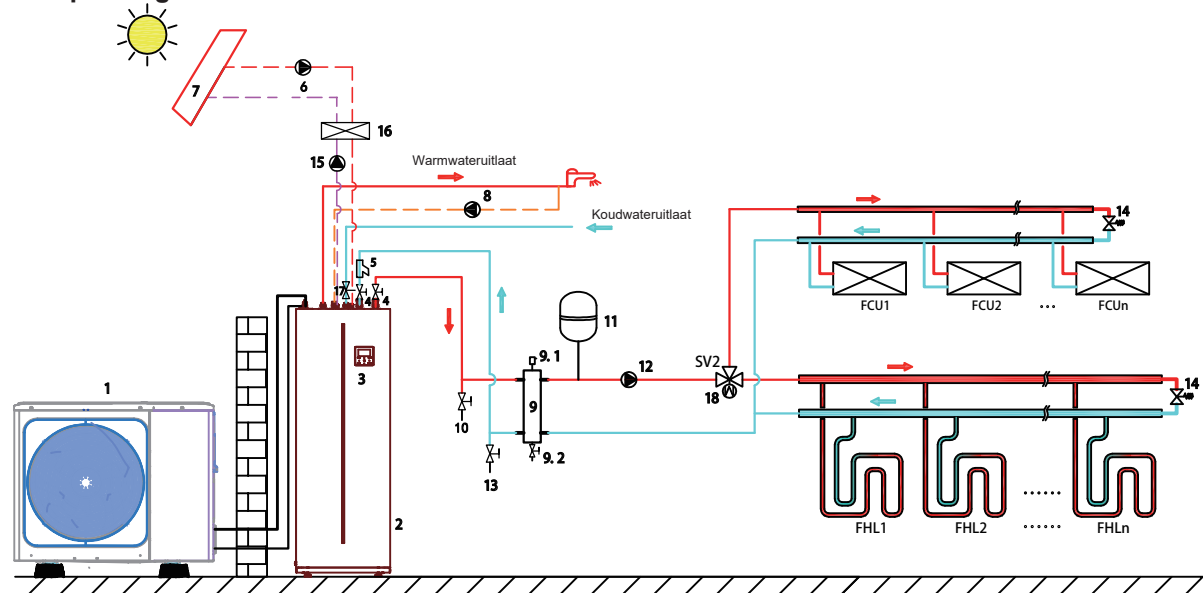 6
7
16
15
Warmwateruitlaat
8
Koudwateruitlaat
14
5
17
4
4
FCU1
FCU2
...
FCUn
11
9.1
SV2
12
3
18
14
1
9
10
9.2
13
2
FHL1
FHL2
......
......
FHLn